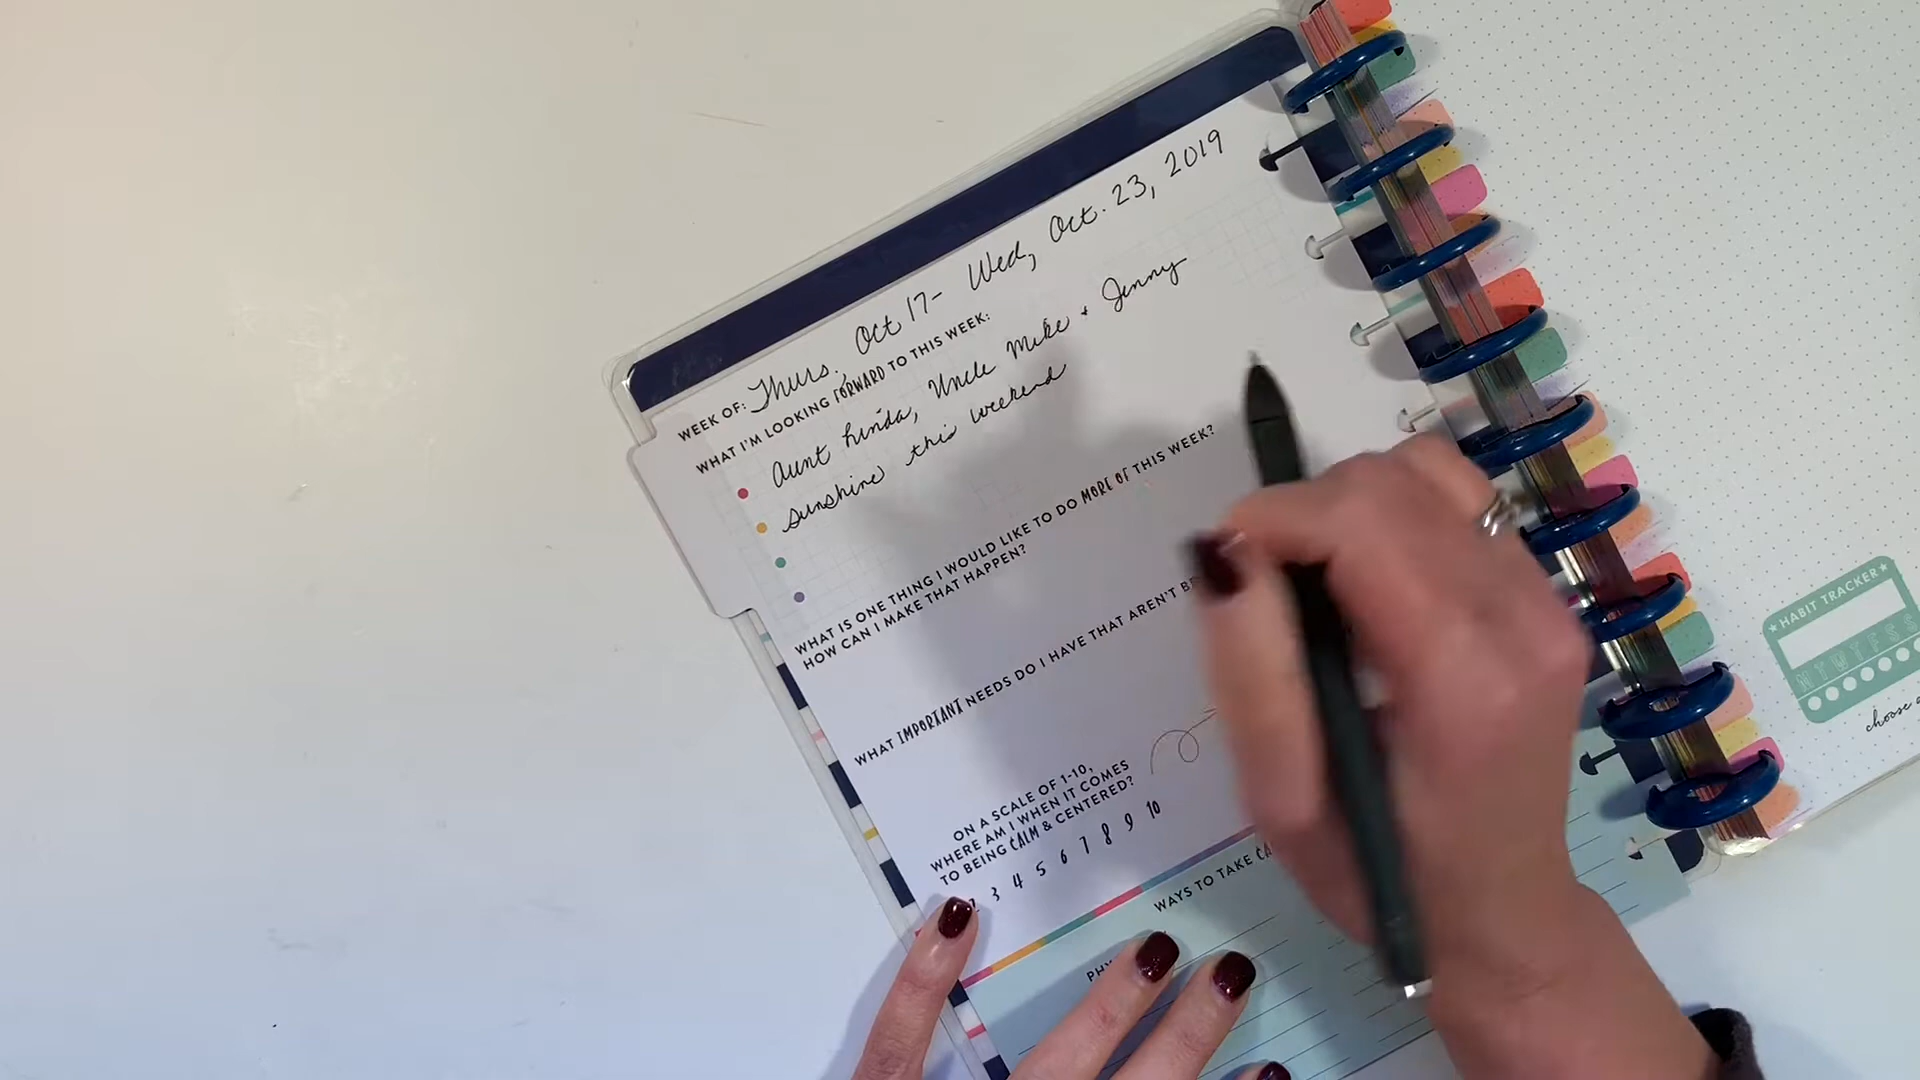 WEEK OF: Thurs. Oct 17- Wed, Oct. 23, 2019
WHAT I'M LOOKING FORWARD TO THIS WEEK:
Aunt Linda, Uncle Mike + Jenny
sunshine this weekend
WHAT IS ONE THING I WOULD LIKE TO DO MORE OF THIS WEEK?
HOW CAN I MAKE THAT HAPPEN?
WHAT IMPORTANT NEEDS DO I HAVE THAT AREN'T
ON A SCALE OF 1-10,
WHERE AM I WHEN IT COMES
TO BEING CALM & CENTERED?
3 4 5 6 7 8 9 10
WAYS TO TAKE
★ HABIT TRACKER ★
M T W T F S S
choose